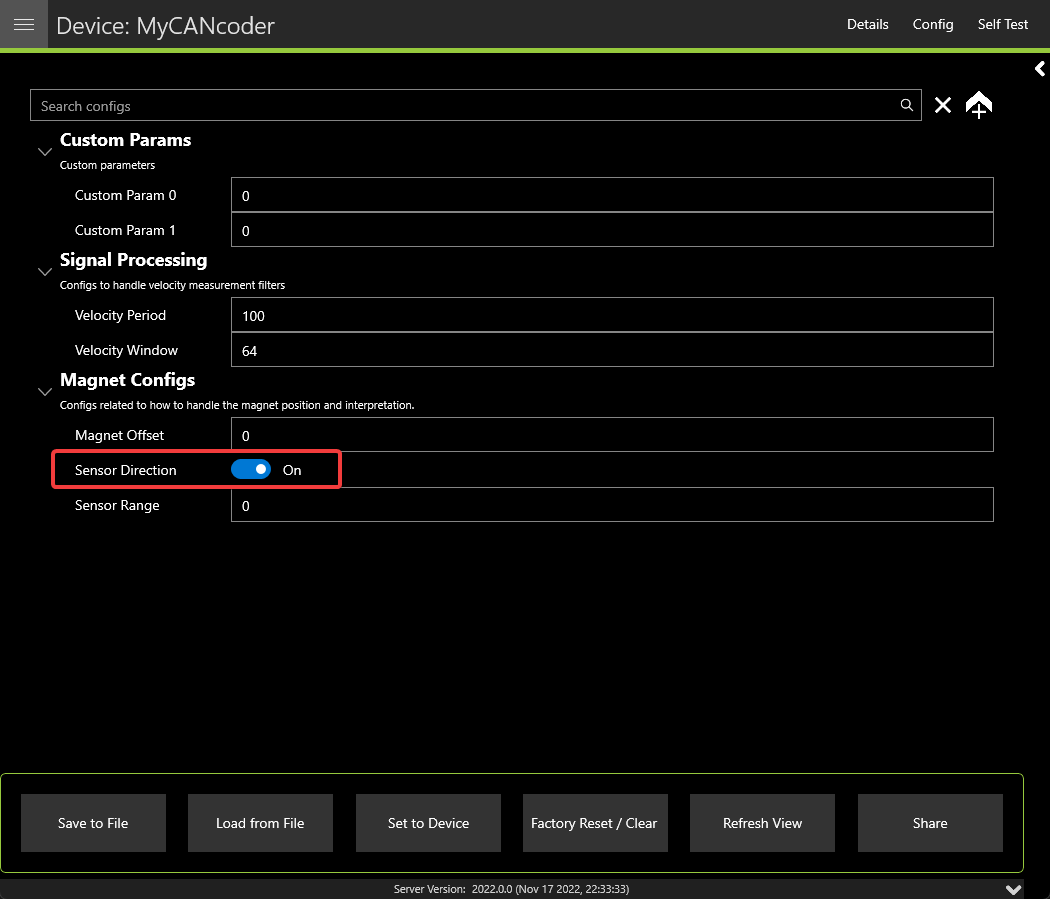 Device: MyCANcoder Details Config Self Test
Search configs
Custom Params
Custom parameters
Custom Param 0 0
Custom Param 1 0
Signal Processing
Configs to handle velocity measurement filters
Velocity Period 100
Velocity Window 64
Magnet Configs
Configs related to how to handle the magnet position and interpretation.
Magnet Offset 0
Sensor Direction On
Sensor Range 0
Save to File Load from File Set to Device Factory Reset / Clear Refresh View Share
Server Version: 2022.0.0 (Nov 17 2022, 22:33:33)